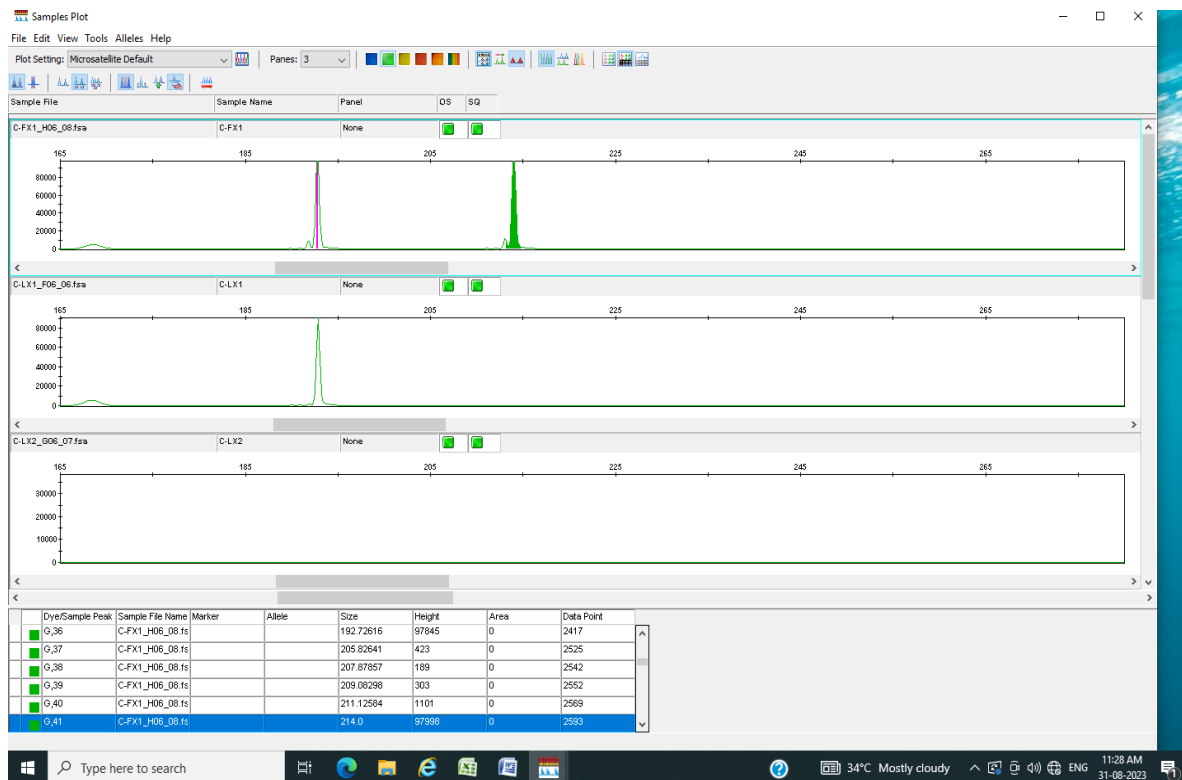 Samples Plot
File Edit View Tools Alleles Help
Plot Setting: Microsatellite Default Panes: 3
Sample File Sample Name Panel OS SQ
C-FX1_H06_08.fsa C-FX1 None
165 185 205 225 245 265
80000
60000
40000
20000
0
C-LX1_F06_06.fsa C-LX1 None
165 185 205 225 245 265
80000
60000
40000
20000
0
C-LX2_G06_07.fsa C-LX2 None
165 185 205 225 245 265
30000
20000
10000
0
Dye/Sample Peak Sample File Name Marker Allele Size Height Area Data Point
G,36 C-FX1_H06_08.fs 192.72616 97845 0 2417
G,37 C-FX1_H06_08.fs 205.82641 423 0 2525
G,38 C-FX1_H06_08.fs 207.87857 189 0 2542
G,39 C-FX1_H06_08.fs 209.08298 303 0 2552
G,40 C-FX1_H06_08.fs 211.12584 1101 0 2569
G,41 C-FX1_H06_08.fs 214.0 97998 0 2593
Type here to search 34°C Mostly cloudy ENG 11:28 AM
31-08-2023